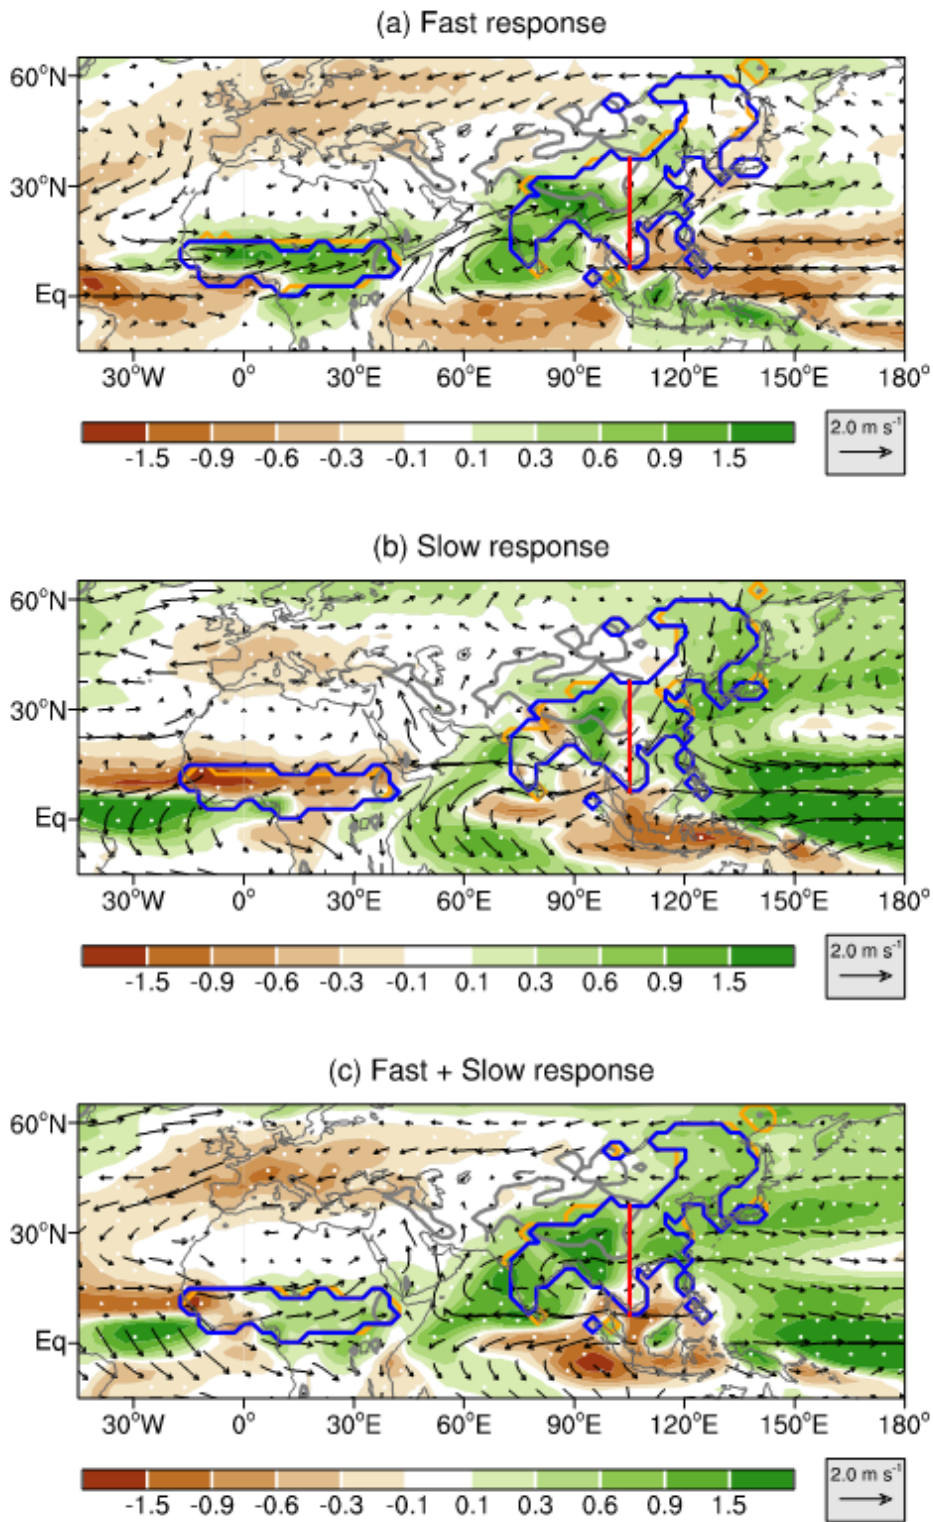 (a) Fast response
60°N
30°N
Eq
30°W 0° 30°E 60°E 90°E 120°E 150°E 180°
-1.5 -0.9 -0.6 -0.3 -0.1 0.1 0.3 0.6 0.9 1.5
2.0 m s⁻¹
(b) Slow response
60°N
30°N
Eq
30°W 0° 30°E 60°E 90°E 120°E 150°E 180°
-1.5 -0.9 -0.6 -0.3 -0.1 0.1 0.3 0.6 0.9 1.5
2.0 m s⁻¹
(c) Fast + Slow response
60°N
30°N
Eq
30°W 0° 30°E 60°E 90°E 120°E 150°E 180°
-1.5 -0.9 -0.6 -0.3 -0.1 0.1 0.3 0.6 0.9 1.5
2.0 m s⁻¹